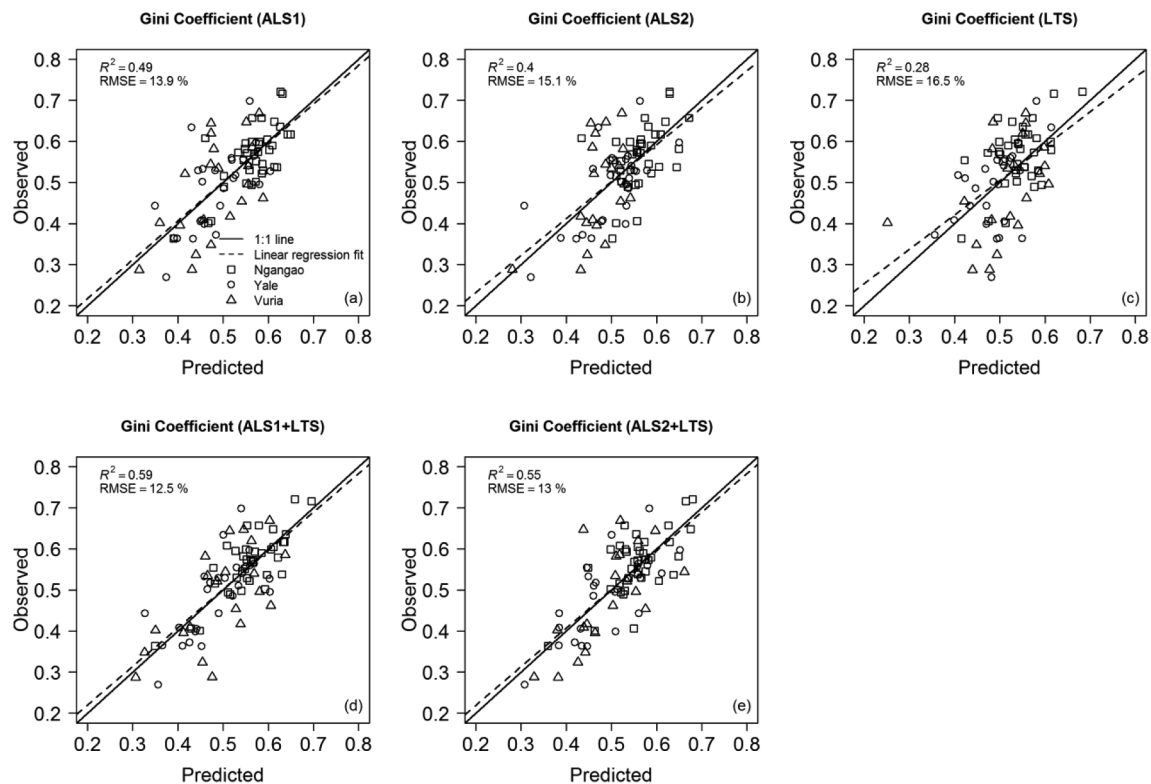 Gini Coefficient (ALS1)
R² = 0.49
RMSE = 13.9 %
0.8
0.7
0.6
0.5
0.4
0.3
0.2
Observed
1:1 line
Linear regression fit
Ngangao
Yale
Vuria
(a)
0.2 0.3 0.4 0.5 0.6 0.7 0.8
Predicted
Gini Coefficient (ALS2)
R² = 0.4
RMSE = 15.1 %
0.8
0.7
0.6
0.5
0.4
0.3
0.2
Observed
(b)
0.2 0.3 0.4 0.5 0.6 0.7 0.8
Predicted
Gini Coefficient (LTS)
R² = 0.28
RMSE = 16.5 %
0.8
0.7
0.6
0.5
0.4
0.3
0.2
Observed
(c)
0.2 0.3 0.4 0.5 0.6 0.7 0.8
Predicted
Gini Coefficient (ALS1+LTS)
R² = 0.59
RMSE = 12.5 %
0.8
0.7
0.6
0.5
0.4
0.3
0.2
Observed
(d)
0.2 0.3 0.4 0.5 0.6 0.7 0.8
Predicted
Gini Coefficient (ALS2+LTS)
R² = 0.55
RMSE = 13 %
0.8
0.7
0.6
0.5
0.4
0.3
0.2
Observed
(e)
0.2 0.3 0.4 0.5 0.6 0.7 0.8
Predicted